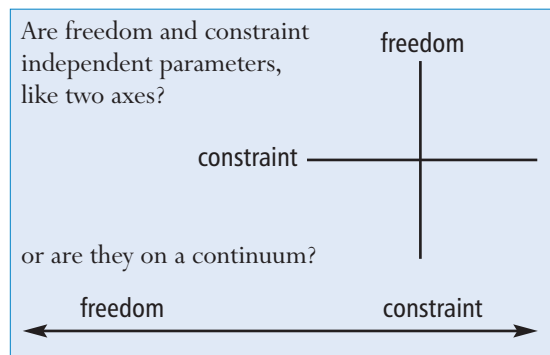 Are freedom and constraint
independent parameters,
like two axes?
freedom
constraint
or are they on a continuum?
freedom
constraint